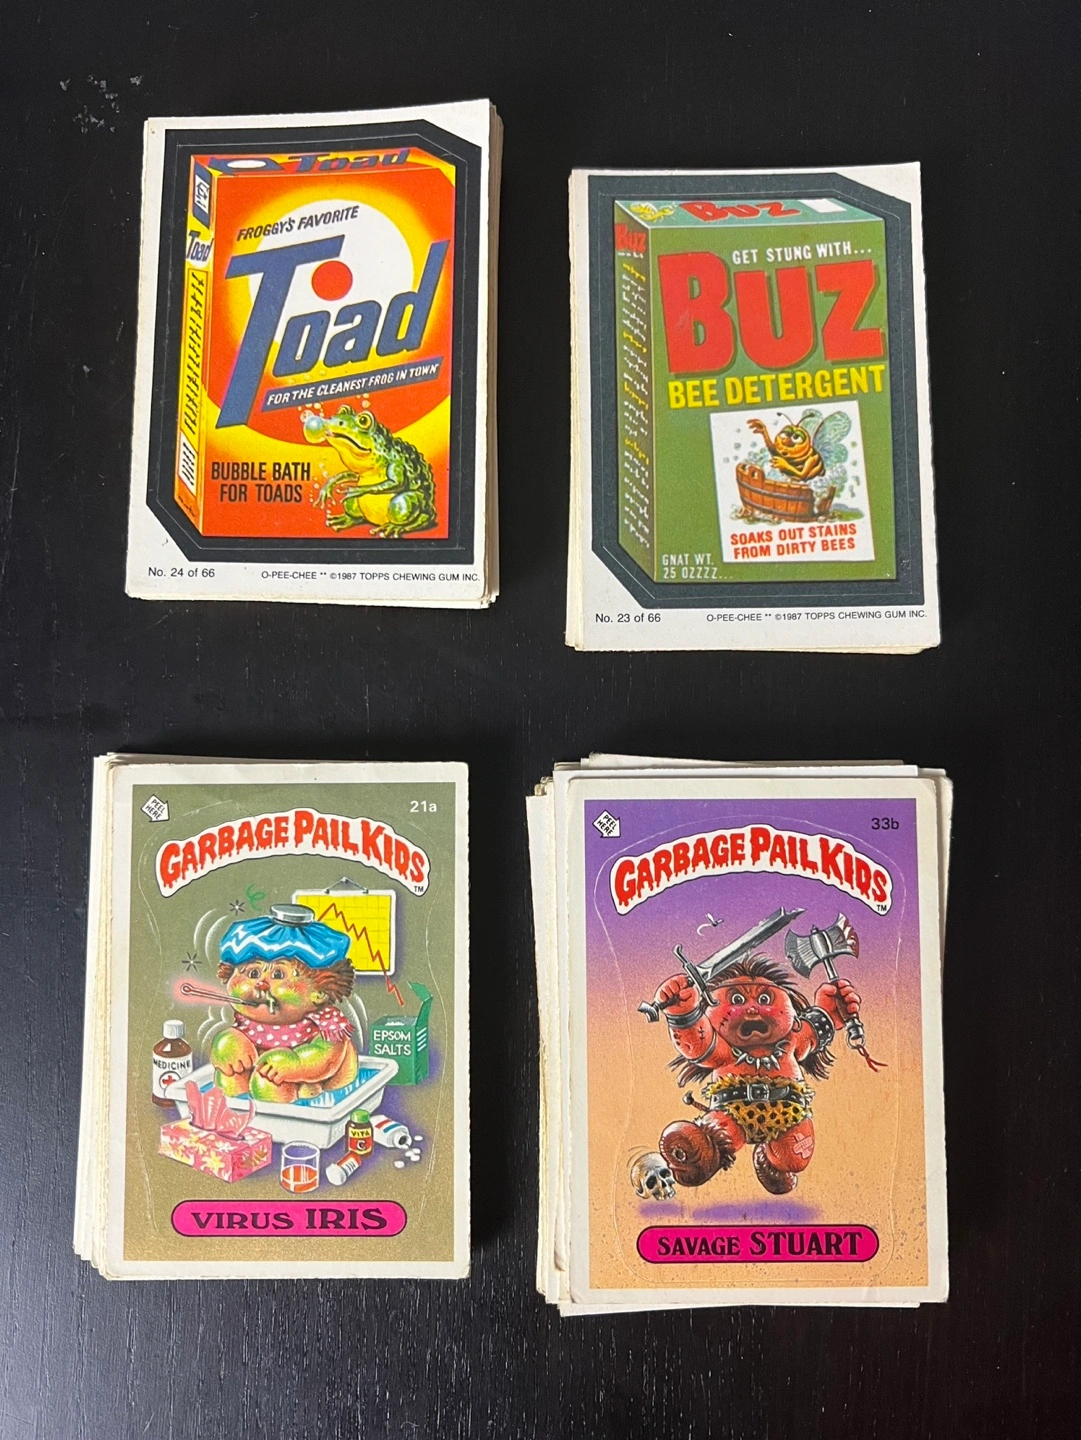 Toad
Toad
FROGGY'S FAVORITE
Toad
FOR THE CLEANEST FROG IN TOWN
BUBBLE BATH
FOR TOADS
No. 24 of 66
O-PEE-CHEE ** ©1987 TOPPS CHEWING GUM INC.
BUZ
BUZ
GET STUNG WITH...
BUZ
BEE DETERGENT
SOAKS OUT STAINS
FROM DIRTY BEES
GNAT WT.
25 OZZZZ...
No. 23 of 66
O-PEE-CHEE ** ©1987 TOPPS CHEWING GUM INC.
PEEL
HERE
21a
GARBAGE PAIL KIDS
TM
EPSOM
SALTS
MEDICINE
VITA
C
VIRUS IRIS
PEEL
HERE
33b
GARBAGE PAIL KIDS
TM
SAVAGE STUART